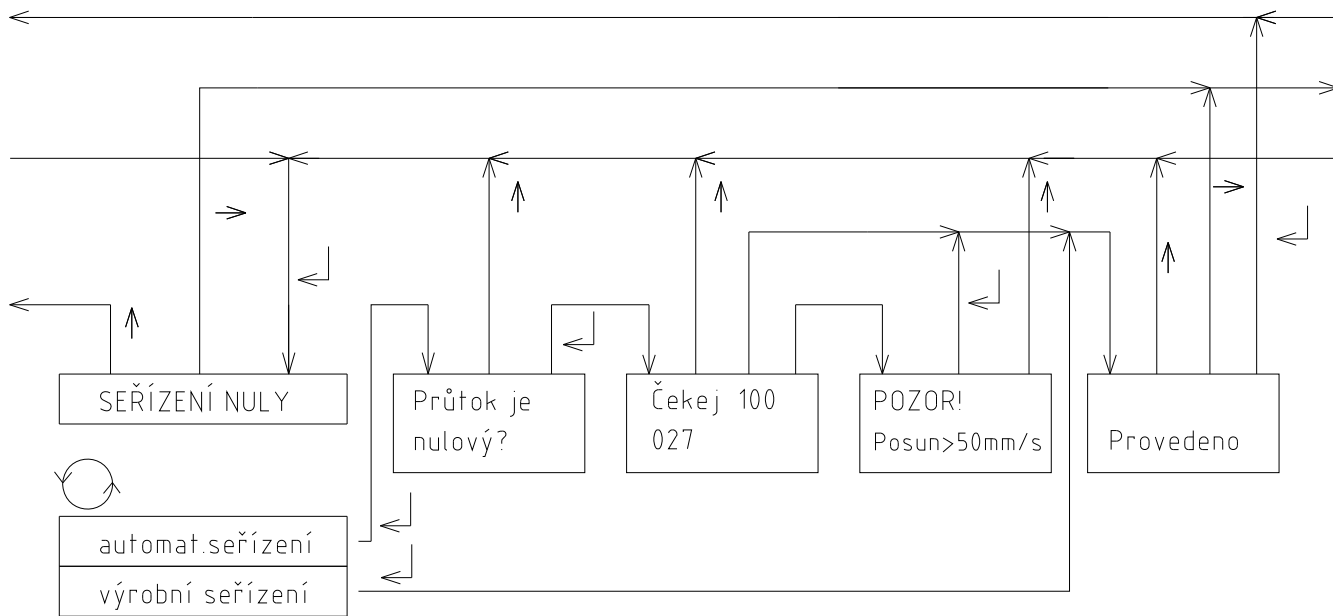 SEŘÍZENÍ NULY
Průtok je
nulový?
Čekej 100
027
POZOR!
Posun>50mm/s
Provedeno
automat.seřízení
výrobní seřízení